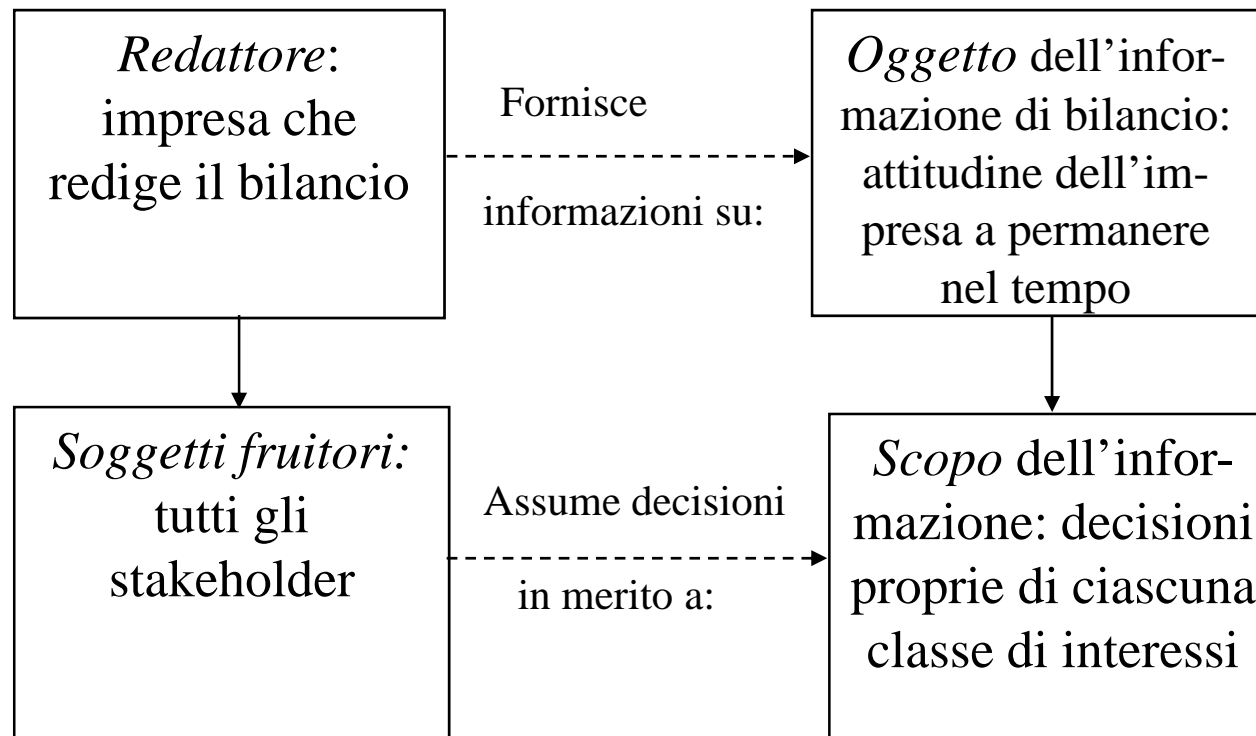 Redattore:
impresa che
redige il bilancio
Fornisce
informazioni su:
Oggetto dell’infor-
mazione di bilancio:
attitudine dell’im-
presa a permanere
nel tempo
Soggetti fruitori:
tutti gli
stakeholder
Assume decisioni
in merito a:
Scopo dell’infor-
mazione: decisioni
proprie di ciascuna
classe di interessi